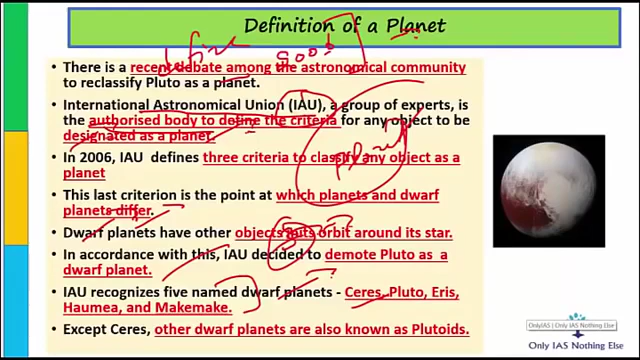 Definition of a Planet
define
• There is a recent debate among the astronomical community
to reclassify Pluto as a planet.
• International Astronomical Union (IAU), a group of experts, is
the authorised body to define the criteria for any object to be
designated as a planet.
planet
• In 2006, IAU defines three criteria to classify any object as a
planet
• This last criterion is the point at which planets and dwarf
planets differ.
• Dwarf planets have other objects in its orbit around its star.
• In accordance with this, IAU decided to demote Pluto as a
dwarf planet.
• IAU recognizes five named dwarf planets - Ceres, Pluto, Eris,
Haumea, and Makemake.
• Except Ceres, other dwarf planets are also known as Plutoids.
OnlyIAS | Only IAS Nothing Else
Only IAS Nothing Else